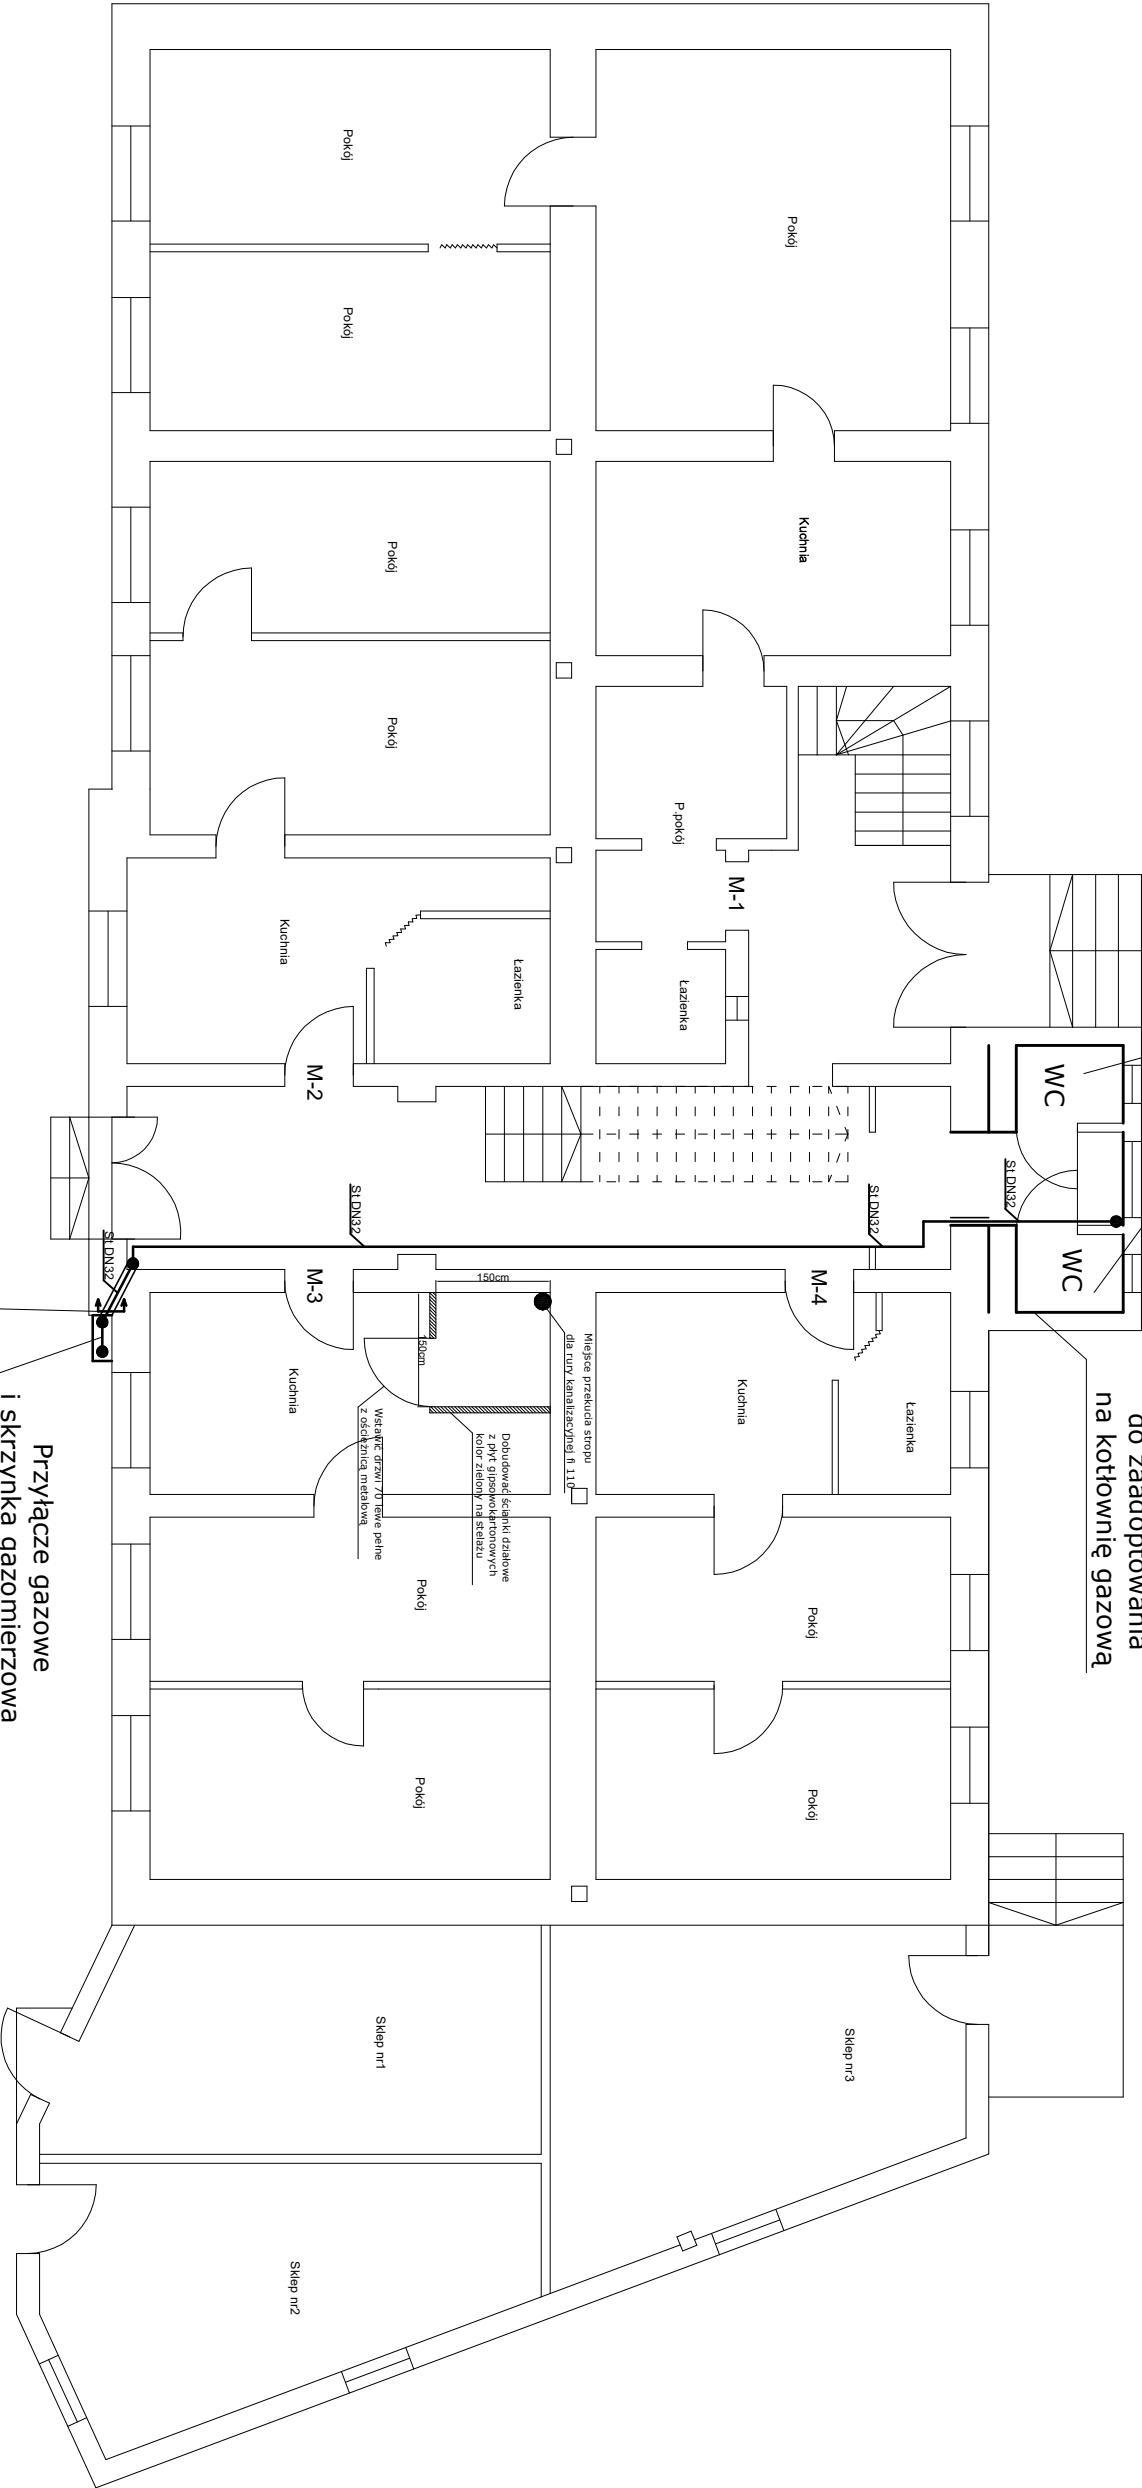 do zaadoptowania
na kotłownię gazową
WC
WC
St DN32
Łazienka
St DN32
Sklep nr3
Pokój
Pokój
M-4
Pokój
Kuchnia
Kuchnia
M-1
Kuchnia
P.pokój
Łazienka
Miejsce przekucia stropu
dla rury kanalizacyjnej fi 110
Łazienka
150cm
Dobudować ścianki działowe
z płyt gipsowokartonowych
kolor zielony na stelażu
150cm
Pokój
Pokój
Pokój
Pokój
Wstawić drzwi 70 lewe pełne
z ościeżnicą metalową
Sklep nr1
St DN32
Pokój
Pokój
M-2
M-3
Kuchnia
Kuchnia
Sklep nr2
St DN32
Przyłącze gazowe
i skrzynka gazomierzowa